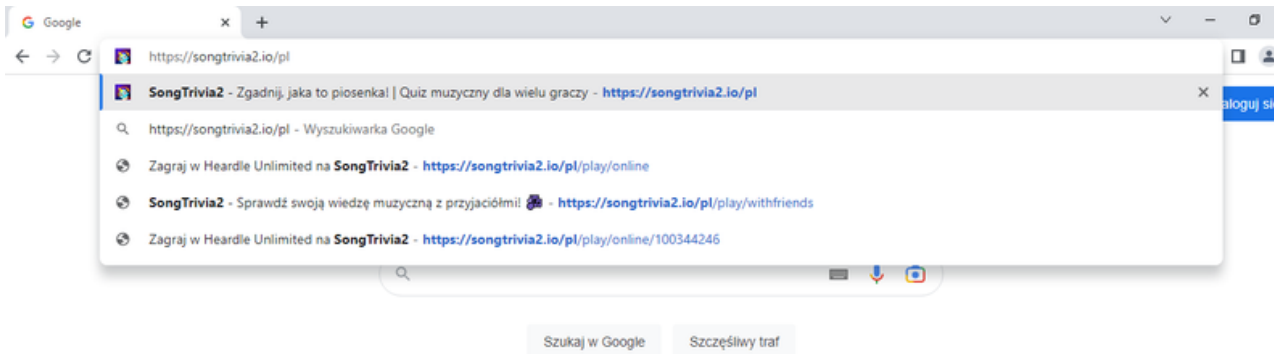 Google
https://songtrivia2.io/pl
SongTrivia2 - Zgadnij, jaka to piosenka! | Quiz muzyczny dla wielu graczy - https://songtrivia2.io/pl
aloguj si
https://songtrivia2.io/pl - Wyszukiwarka Google
Zagraj w Heardle Unlimited na SongTrivia2 - https://songtrivia2.io/pl/play/online
SongTrivia2 - Sprawdź swoją wiedzę muzyczną z przyjaciółmi! - https://songtrivia2.io/pl/play/withfriends
Zagraj w Heardle Unlimited na SongTrivia2 - https://songtrivia2.io/pl/play/online/100344246
Szukaj w Google Szczęśliwy traf